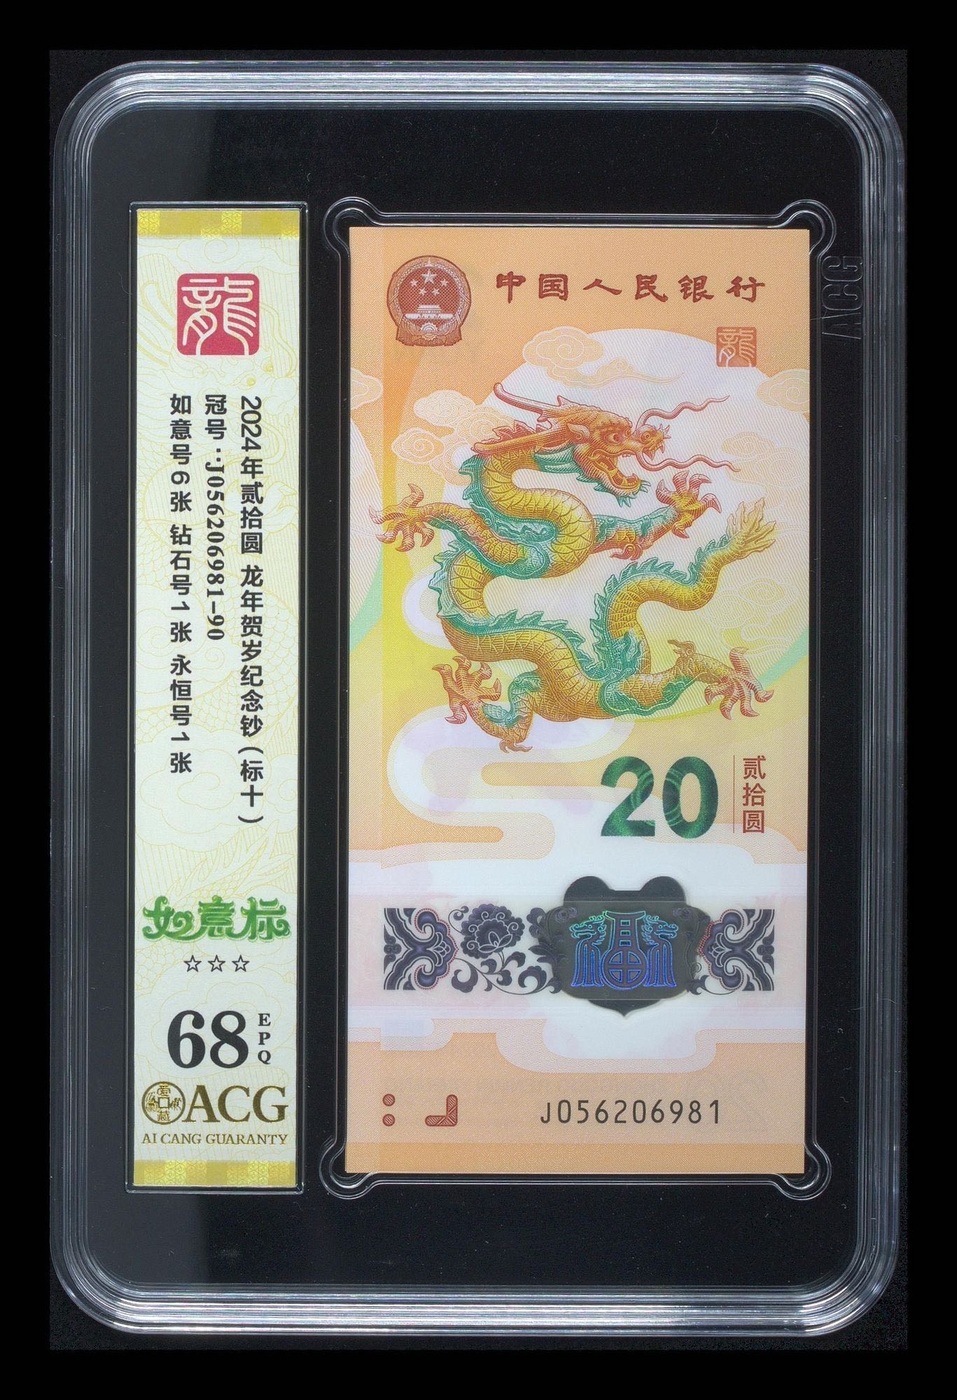 龍
2024年贰拾圆 龙年贺岁纪念钞(标十)
冠号:J056206981-90
如意号6张 钻石号1张 永恒号1张
如意标
☆☆☆
68 EPQ
ACG
AI CANG GUARANTY
中国人民银行
龍
20 贰拾圆
J056206981
ACG